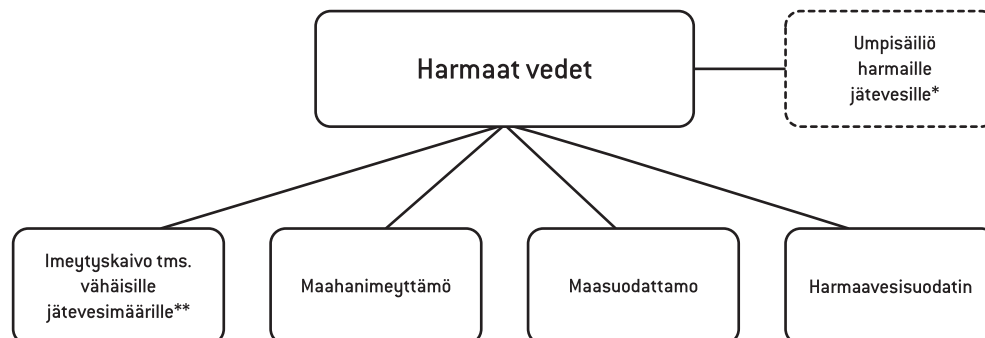 Harmaat vedet
Umpisäiliö
harmaille
jätevesille*
Imeytyskaivo tms.
vähäisille
jätevesimäärille**
Maahanimeyttämö
Maasuodattamo
Harmaavesisuodatin